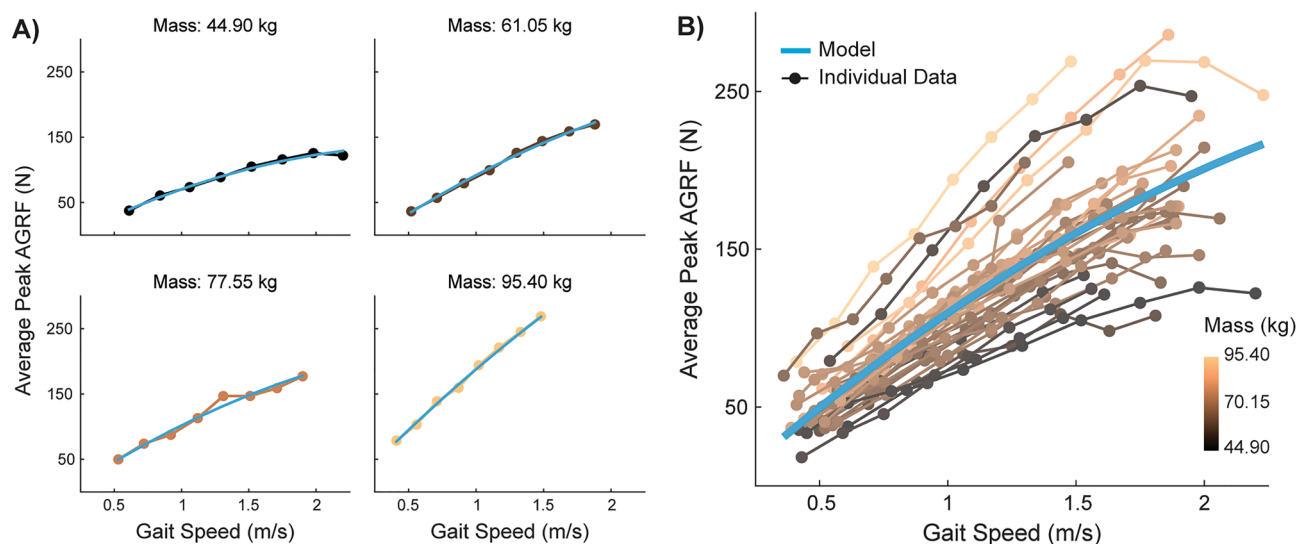 A)
Mass: 44.90 kg
Mass: 61.05 kg
250
150
50
Mass: 77.55 kg
Mass: 95.40 kg
250
150
50
Average Peak AGRF (N)
0.5 1 1.5 2
0.5 1 1.5 2
Gait Speed (m/s)
Gait Speed (m/s)
B)
Model
Individual Data
250
150
50
Average Peak AGRF (N)
Mass (kg)
95.40
70.15
44.90
0.5 1 1.5 2
Gait Speed (m/s)